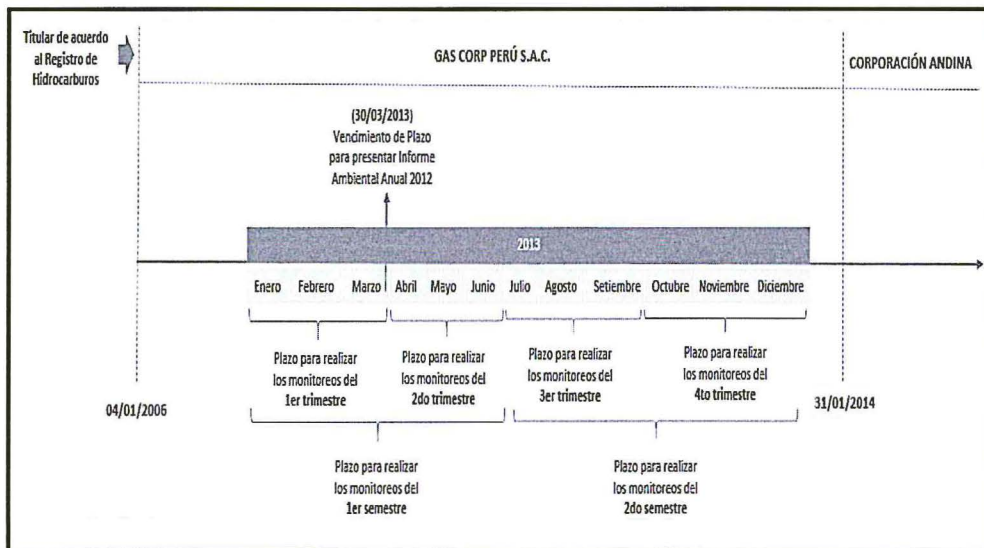 Titular de acuerdo
al Registro de
Hidrocarburos
GAS CORP PERÚ S.A.C.
CORPORACIÓN ANDINA
(30/03/2013)
Vencimiento de Plazo
para presentar Informe
Ambiental Anual 2012
2013
Enero Febrero Marzo Abril Mayo Junio Julio Agosto Setiembre Octubre Noviembre Diciembre
Plazo para realizar
los monitoreos del
1er trimestre
Plazo para realizar
los monitoreos del
2do trimestre
Plazo para realizar
los monitoreos del
3er trimestre
Plazo para realizar
los monitoreos del
4to trimestre
04/01/2006
31/01/2014
Plazo para realizar
los monitoreos del
1er semestre
Plazo para realizar
los monitoreos del
2do semestre